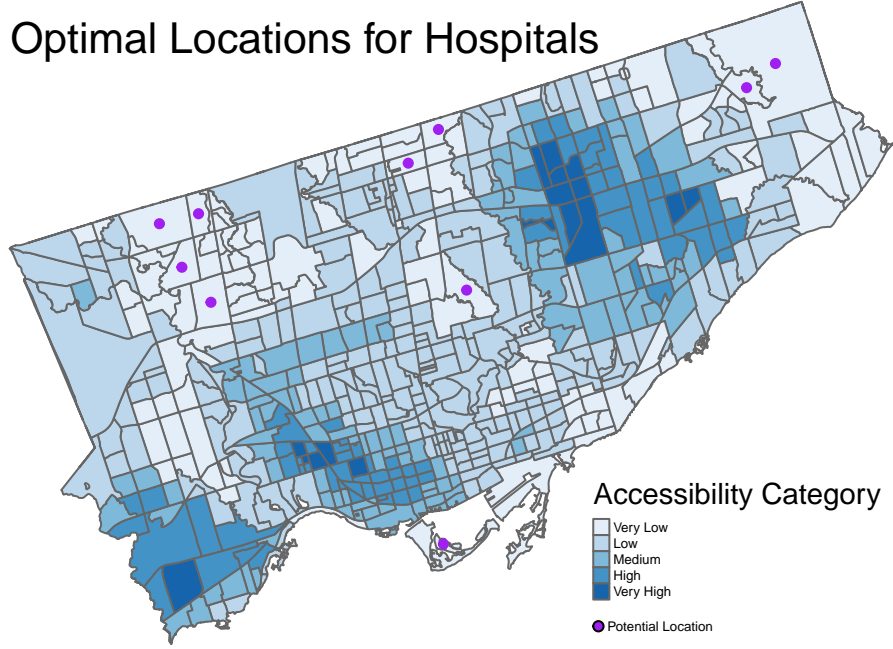 Optimal Locations for Hospitals
Accessibility Category
Very Low
Low
Medium
High
Very High
Potential Location